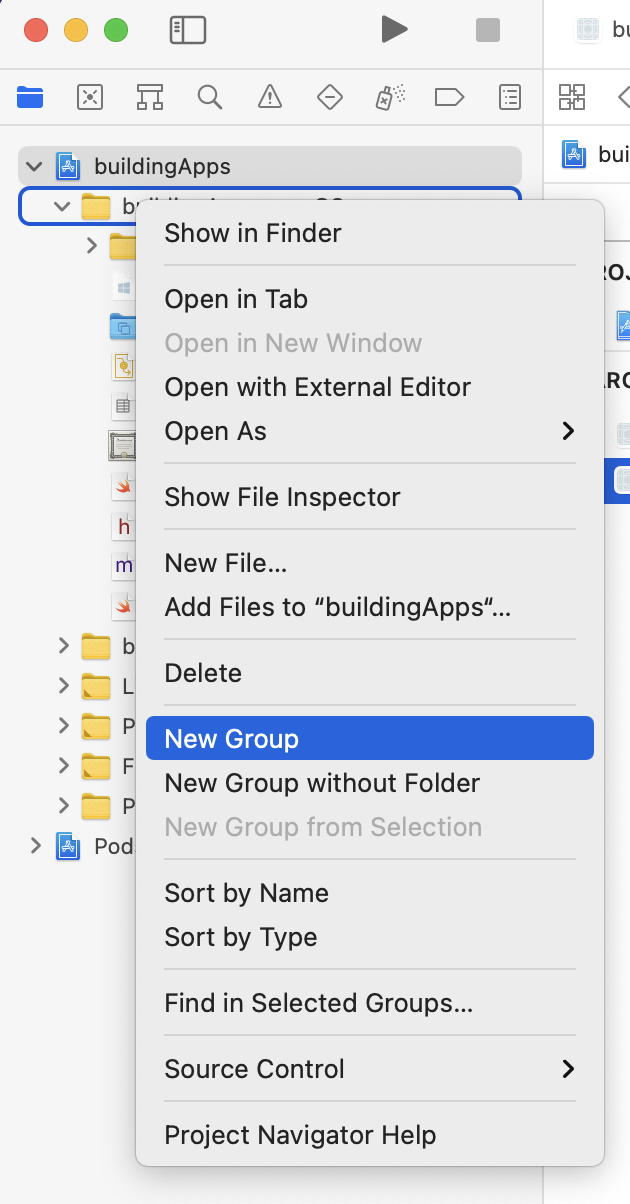 buildingApps
Show in Finder
Open in Tab
Open in New Window
Open with External Editor
Open As
Show File Inspector
New File...
Add Files to “buildingApps“...
Delete
New Group
New Group without Folder
New Group from Selection
Sort by Name
Sort by Type
Find in Selected Groups...
Source Control
Project Navigator Help
h
m
b
L
P
F
P
Pod
bui